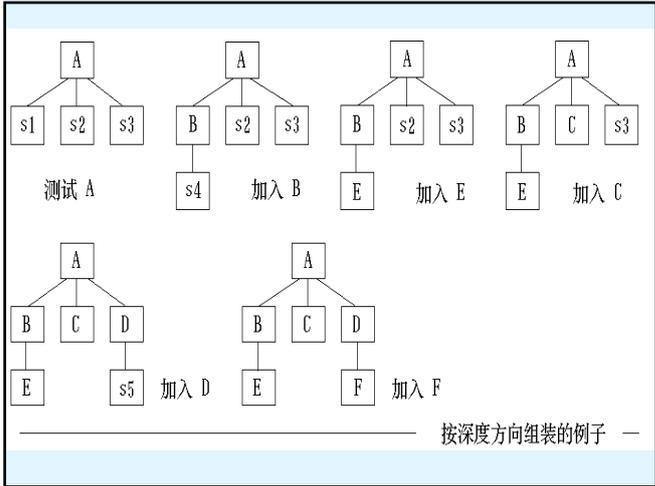 A A A A
s1 s2 s3 B s2 s3 B s2 s3 B C s3
测试 A s4 加入 B E 加入 E E 加入 C
A A
B C D B C D
E s5 加入 D E F 加入 F
按深度方向组装的例子